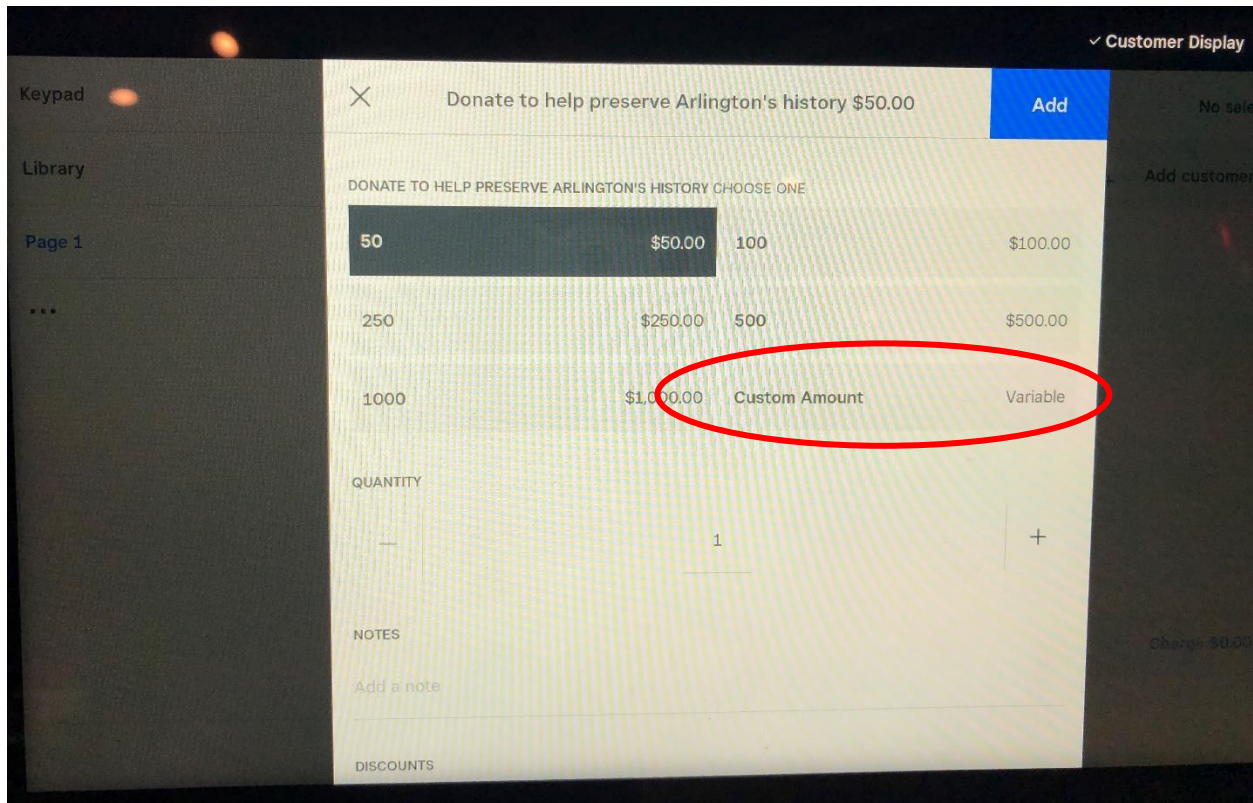 ✓ Customer Display
Keypad
Donate to help preserve Arlington's history $50.00
Add
No sale
Library
Add customer
DONATE TO HELP PRESERVE ARLINGTON'S HISTORY CHOOSE ONE
Page 1
50 $50.00
100 $100.00
•••
250 $250.00
500 $500.00
1000 $1,000.00
Custom Amount Variable
QUANTITY
— 1 +
NOTES
Charge $0.00
Add a note
DISCOUNTS